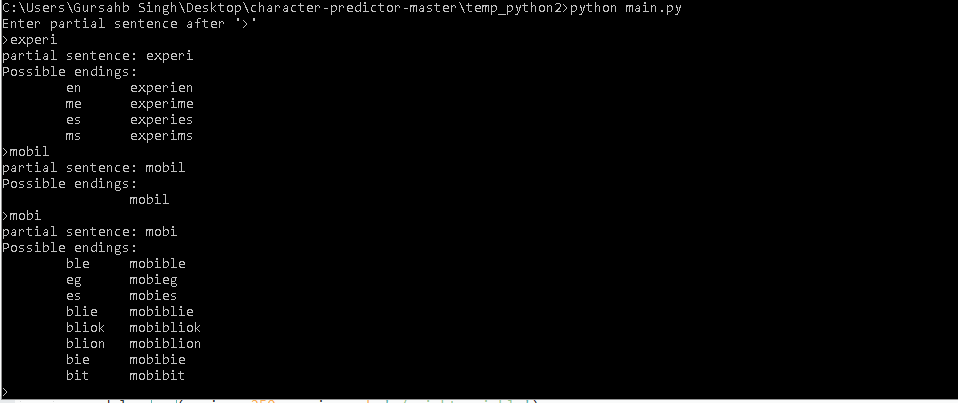 C:\Users\Gursahb Singh\Desktop\character-predictor-master\temp_python2>python main.py
Enter partial sentence after '>'
>experi
partial sentence: experi
Possible endings:
en experien
me experime
es experies
ms experims
>mobil
partial sentence: mobil
Possible endings:
mobil
>mobi
partial sentence: mobi
Possible endings:
ble mobible
eg mobieg
es mobies
blie mobiblie
bliok mobibliok
blion mobiblion
bie mobibie
bit mobibit
>